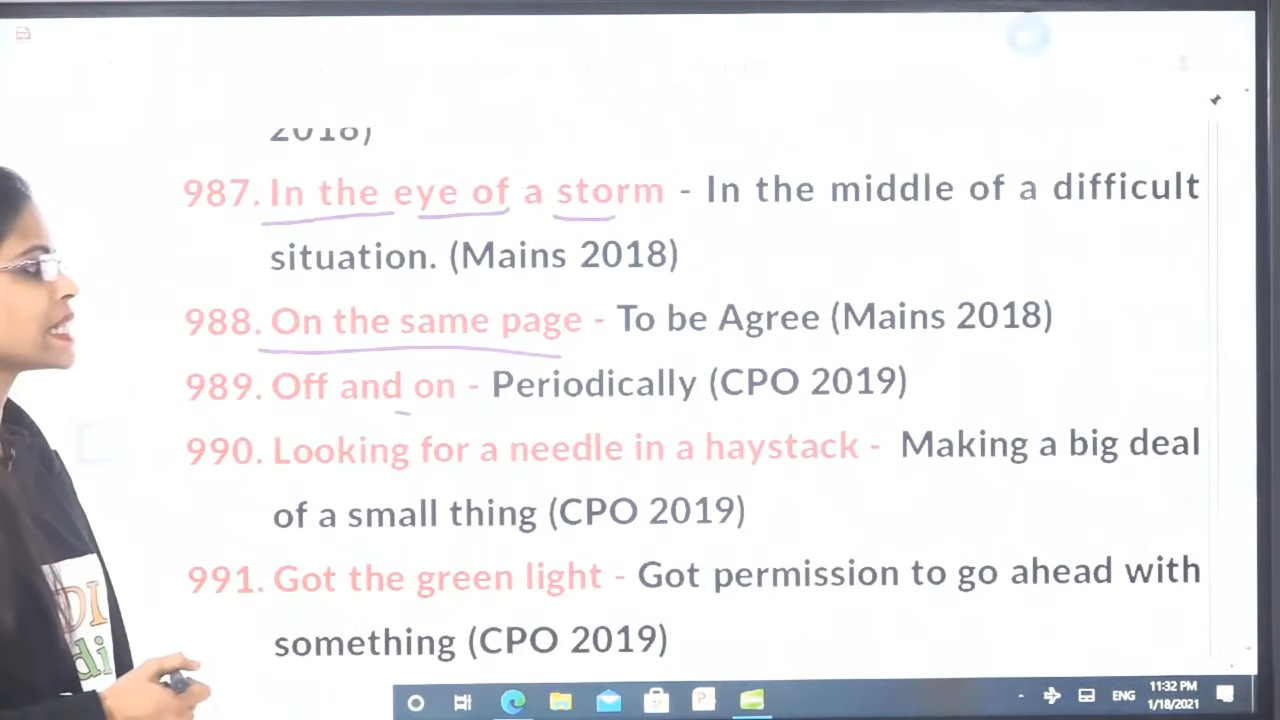 2018)
987. In the eye of a storm - In the middle of a difficult
situation. (Mains 2018)
988. On the same page - To be Agree (Mains 2018)
989. Off and on - Periodically (CPO 2019)
990. Looking for a needle in a haystack - Making a big deal
of a small thing (CPO 2019)
991. Got the green light - Got permission to go ahead with
something (CPO 2019)
DI
di
ENG
11:32 PM
1/18/2021